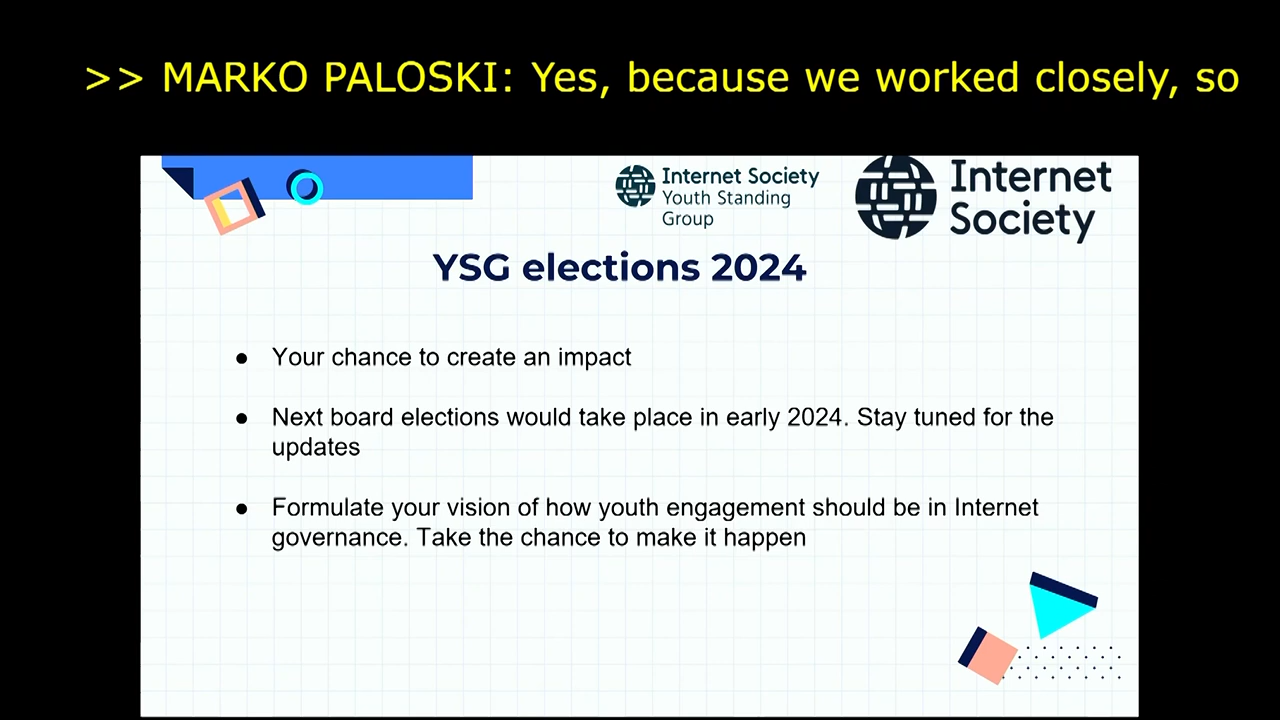 >> MARKO PALOSKI: Yes, because we worked closely, so
Internet Society
Youth Standing
Group
Internet
Society
YSG elections 2024
● Your chance to create an impact
● Next board elections would take place in early 2024. Stay tuned for the
updates
● Formulate your vision of how youth engagement should be in Internet
governance. Take the chance to make it happen